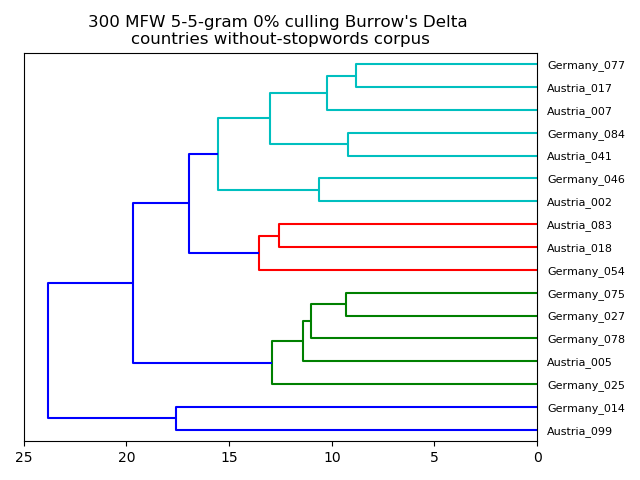 300 MFW 5-5-gram 0% culling Burrow's Delta
countries without-stopwords corpus
Germany_077
Austria_017
Austria_007
Germany_084
Austria_041
Germany_046
Austria_002
Austria_083
Austria_018
Germany_054
Germany_075
Germany_027
Germany_078
Austria_005
Germany_025
Germany_014
Austria_099
25 20 15 10 5 0